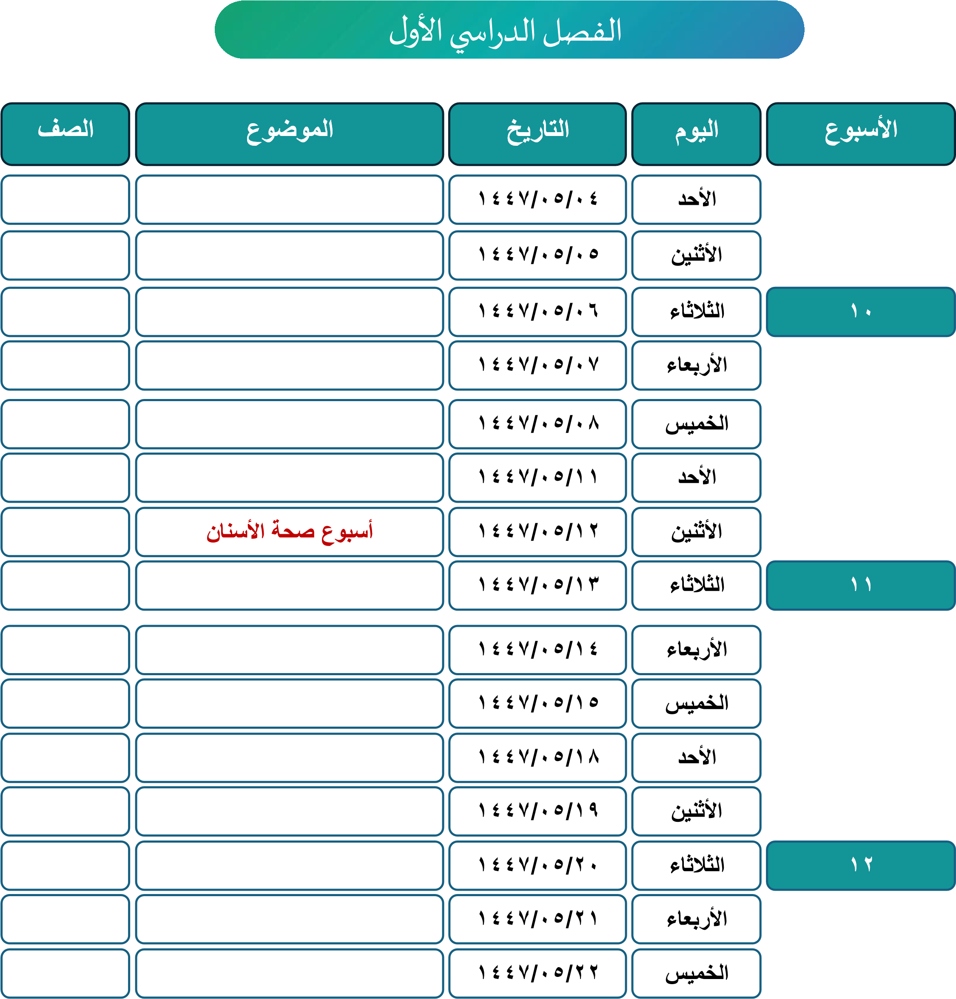 الفصل الدراسي الأول
الأسبوع اليوم التاريخ الموضوع الصف
الأحد ١٤٤٧/٠٥/٠٤
الأثنين ١٤٤٧/٠٥/٠٥
١٠ الثلاثاء ١٤٤٧/٠٥/٠٦
الأربعاء ١٤٤٧/٠٥/٠٧
الخميس ١٤٤٧/٠٥/٠٨
الأحد ١٤٤٧/٠٥/١١
الأثنين ١٤٤٧/٠٥/١٢ أسبوع صحة الأسنان
١١ الثلاثاء ١٤٤٧/٠٥/١٣
الأربعاء ١٤٤٧/٠٥/١٤
الخميس ١٤٤٧/٠٥/١٥
الأحد ١٤٤٧/٠٥/١٨
الأثنين ١٤٤٧/٠٥/١٩
١٢ الثلاثاء ١٤٤٧/٠٥/٢٠
الأربعاء ١٤٤٧/٠٥/٢١
الخميس ١٤٤٧/٠٥/٢٢